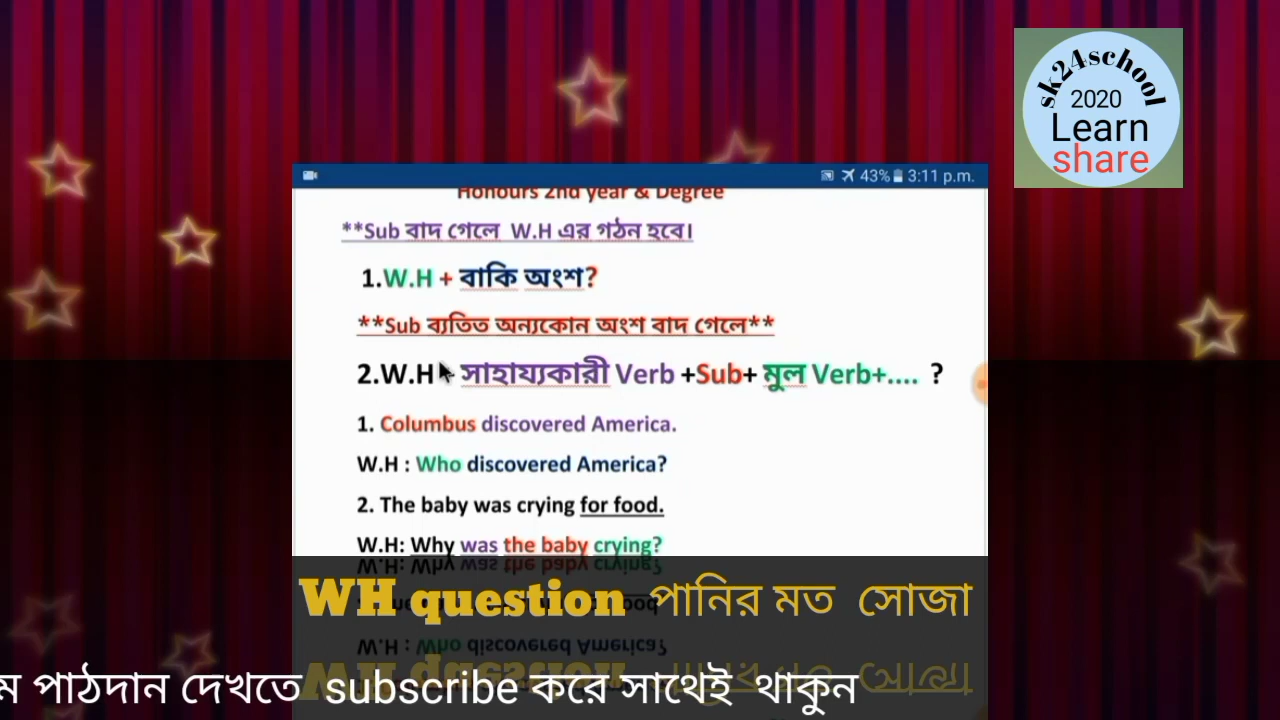 sk24school
2020
Learn
share
43% 3:11 p.m.
Honours 2nd year & Degree
**Sub বাদ গেলে W.H এর গঠন হবে।
1.W.H + বাকি অংশ?
**Sub ব্যতিত অন্যকোন অংশ বাদ গেলে**
2.W.H সাহায্যকারী Verb +Sub+ মুল Verb+.... ?
1. Columbus discovered America.
W.H : Who discovered America?
2. The baby was crying for food.
W.H: Why was the baby crying?
WH question পানির মত সোজা
ম পাঠদান দেখতে subscribe করে সাথেই থাকুন